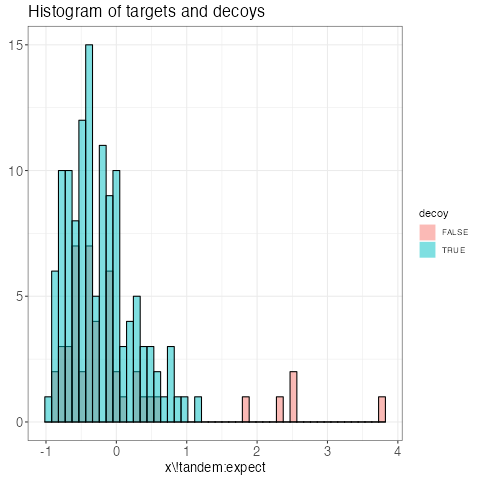 Histogram of targets and decoys
15
10
5
0
-1
0
1
2
3
4
x\!tandem:expect
decoy
FALSE
TRUE